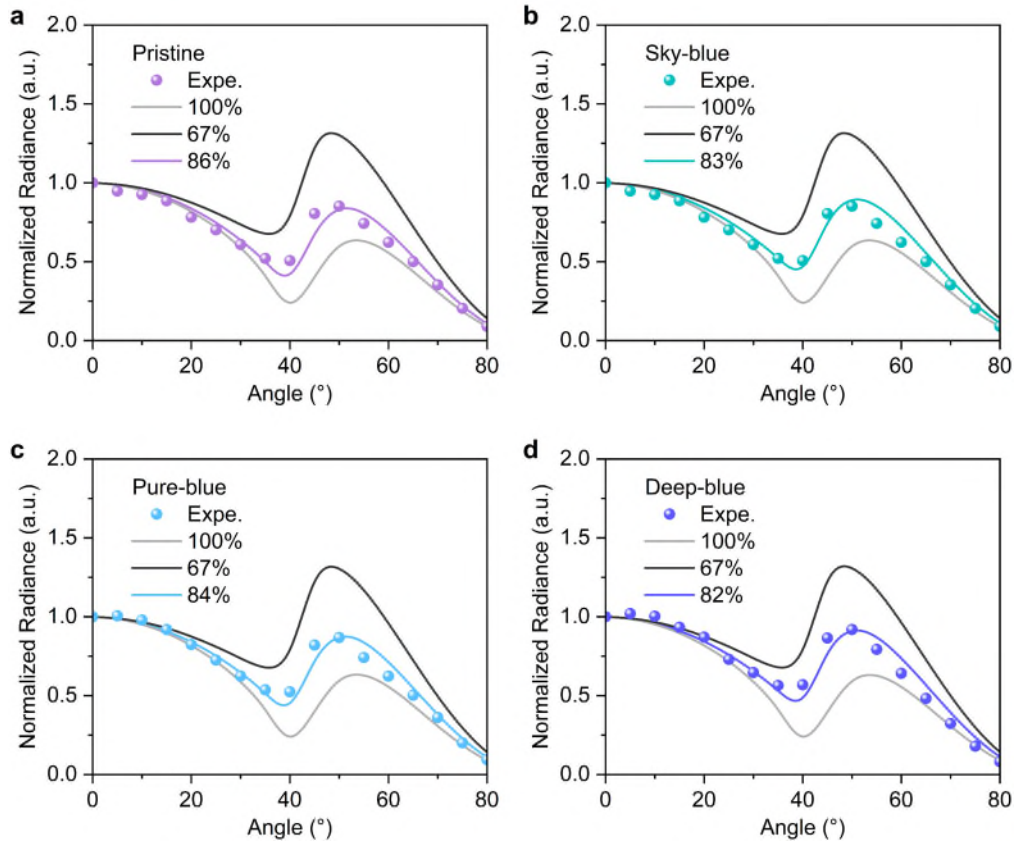 a
2.0
1.5
1.0
0.5
0.0
Normalized Radiance (a.u.)
Pristine
Expe.
100%
67%
86%
0 20 40 60 80
Angle (°)
b
2.0
1.5
1.0
0.5
0.0
Normalized Radiance (a.u.)
Sky-blue
Expe.
100%
67%
83%
0 20 40 60 80
Angle (°)
c
2.0
1.5
1.0
0.5
0.0
Normalized Radiance (a.u.)
Pure-blue
Expe.
100%
67%
84%
0 20 40 60 80
Angle (°)
d
2.0
1.5
1.0
0.5
0.0
Normalized Radiance (a.u.)
Deep-blue
Expe.
100%
67%
82%
0 20 40 60 80
Angle (°)